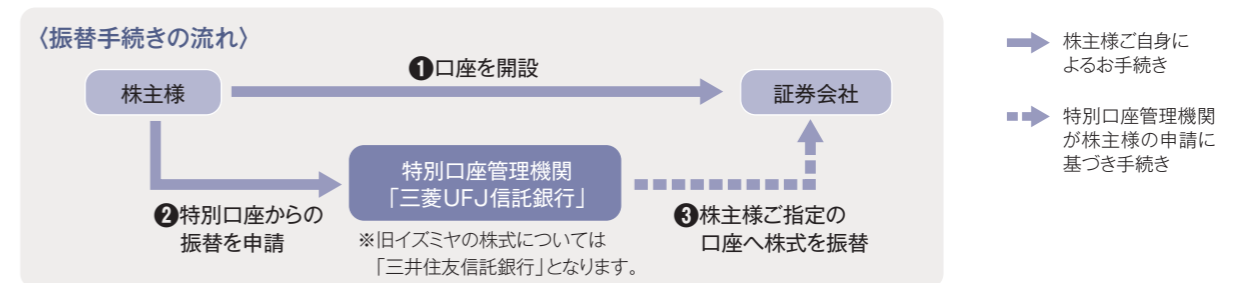 〈振替手続きの流れ〉
❶口座を開設
株主様
証券会社
特別口座管理機関
「三菱UFJ信託銀行」
❷特別口座からの
振替を申請
※旧イズミヤの株式については
「三井住友信託銀行」となります。
❸株主様ご指定の
口座へ株式を振替
株主様ご自身に
よるお手続き
特別口座管理機関
が株主様の申請に
基づき手続き